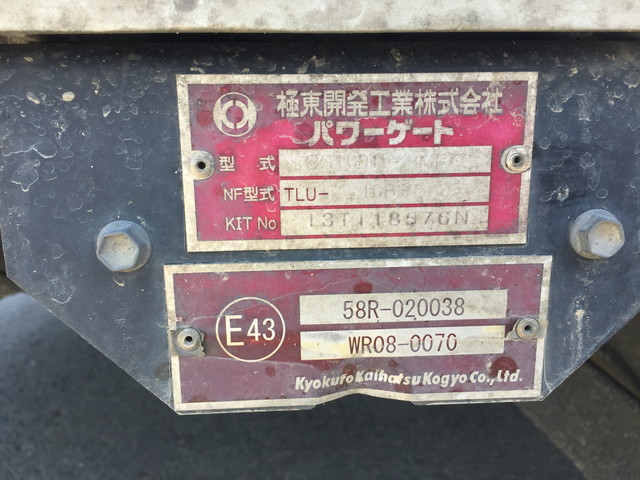 極東開発工業株式会社
パワーゲート
型式
NF型式 TLU-
KIT No
E43
58R-020038
WR08-0070
Kyokuto Kaihatsu Kogyo Co., Ltd.